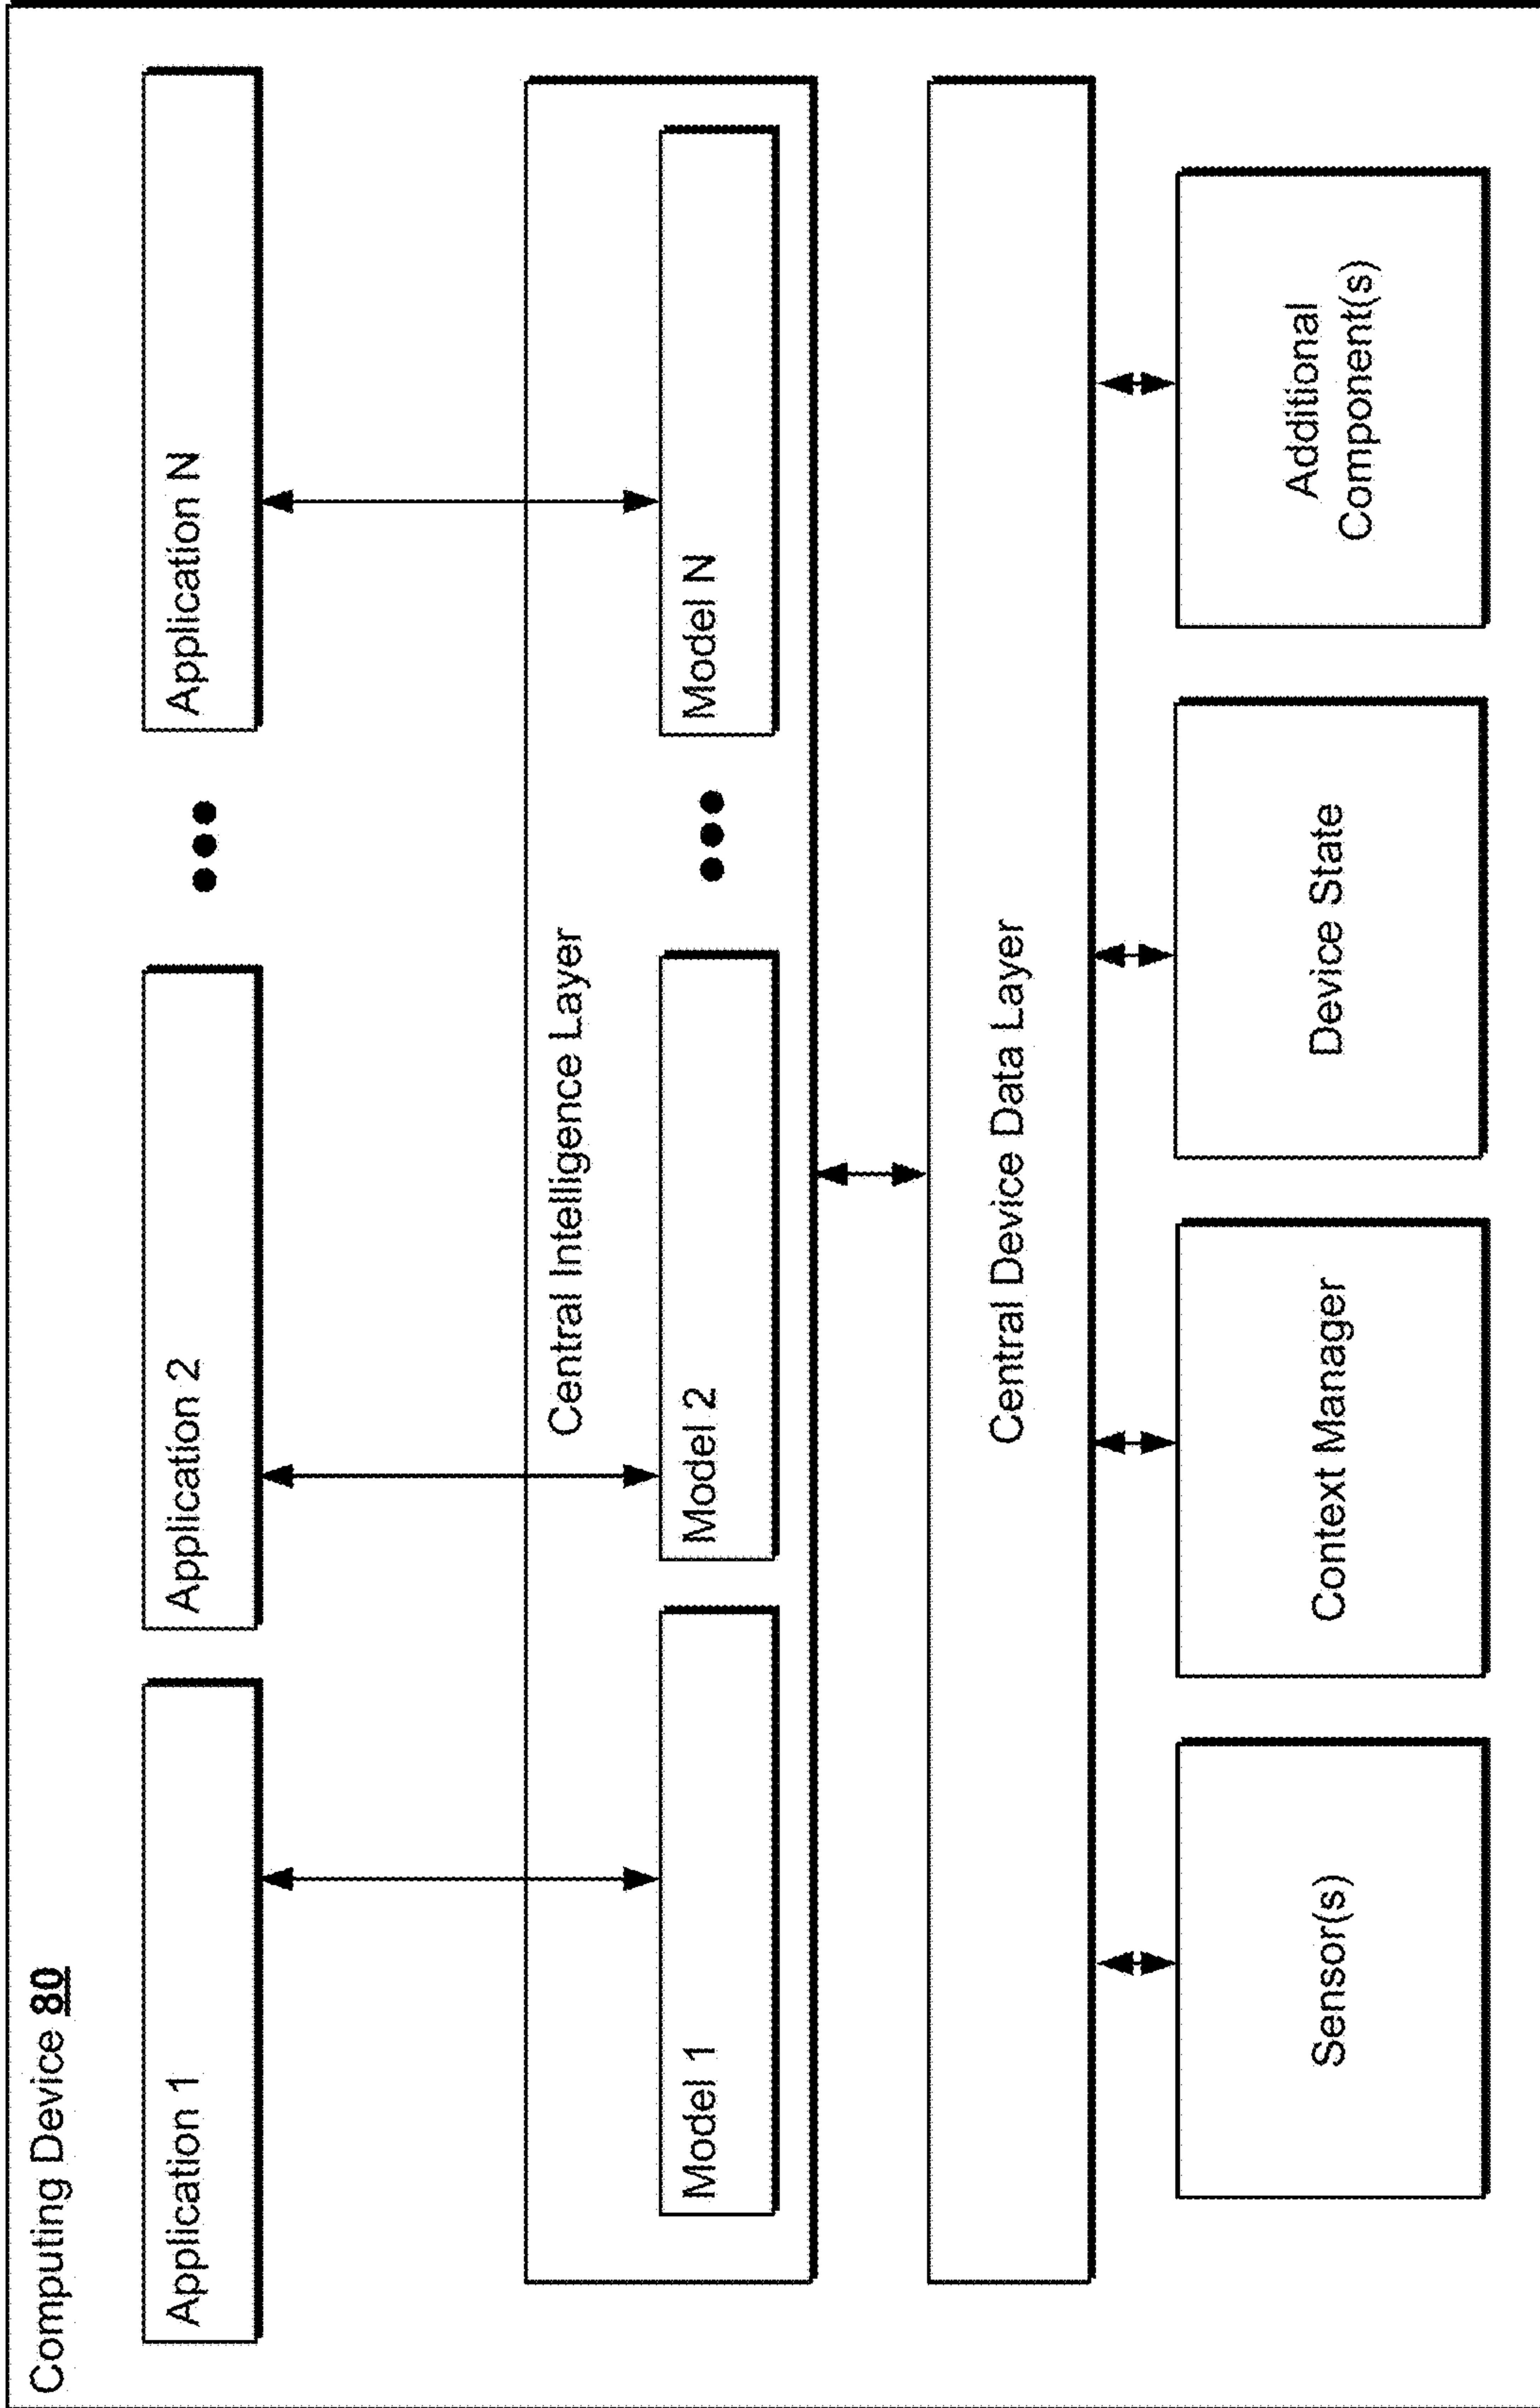 Computing Device 80
Application 1
Application 2
Application N
Central Intelligence Layer
Model 1
Model 2
Model N
Central Device Data Layer
Sensor(s)
Context Manager
Device State
Additional
Component(s)